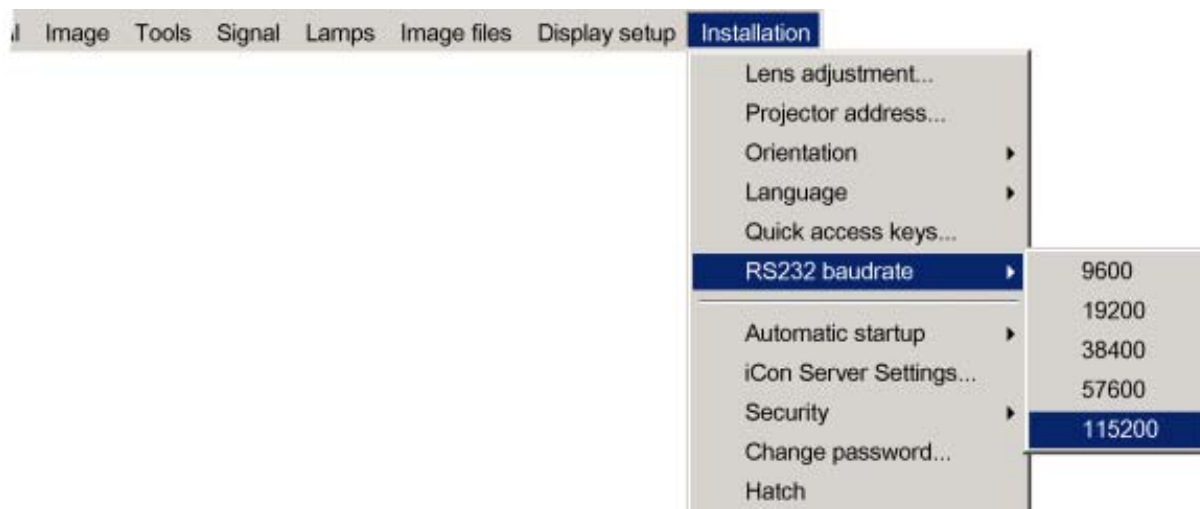 Image Tools Signal Lamps Image files Display setup Installation
Lens adjustment...
Projector address...
Orientation
Language
Quick access keys...
RS232 baudrate
9600
19200
38400
57600
115200
Automatic startup
iCon Server Settings...
Security
Change password...
Hatch